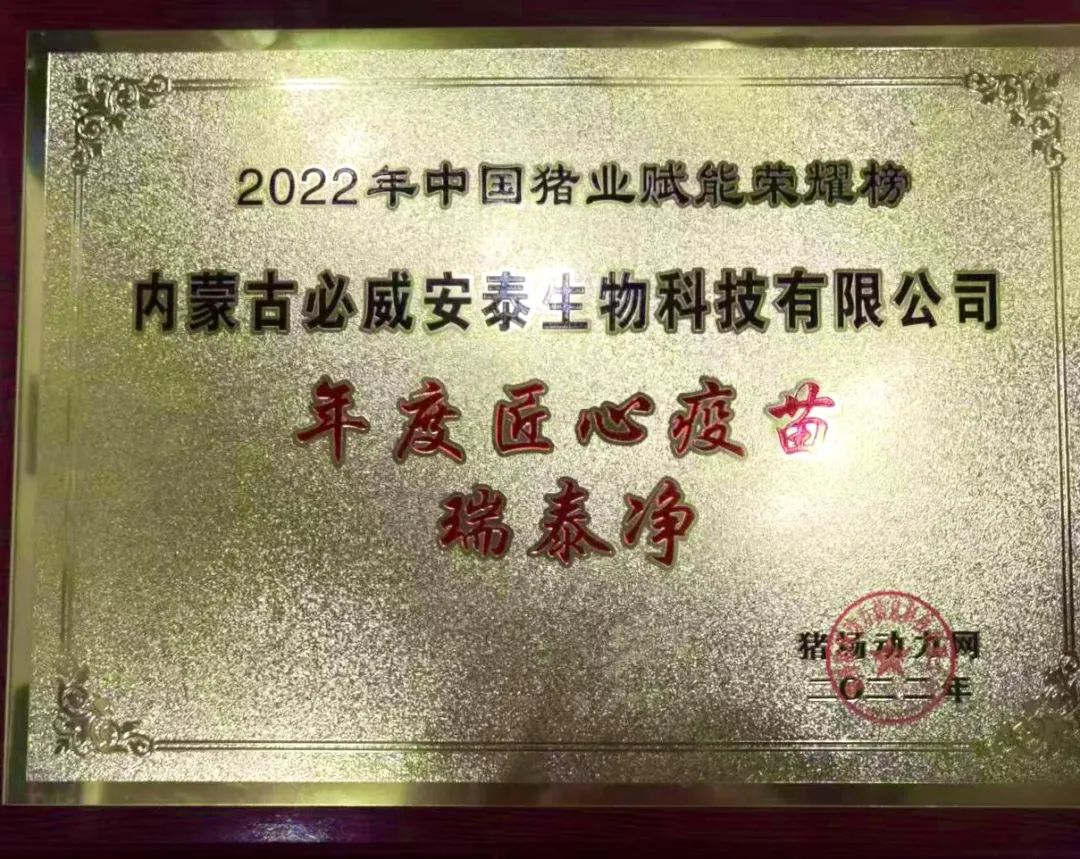 2022年中国猪业赋能荣耀榜
内蒙古必威安泰生物科技有限公司
年度匠心疫苗
瑞泰净
猪场动力网
二〇二二年